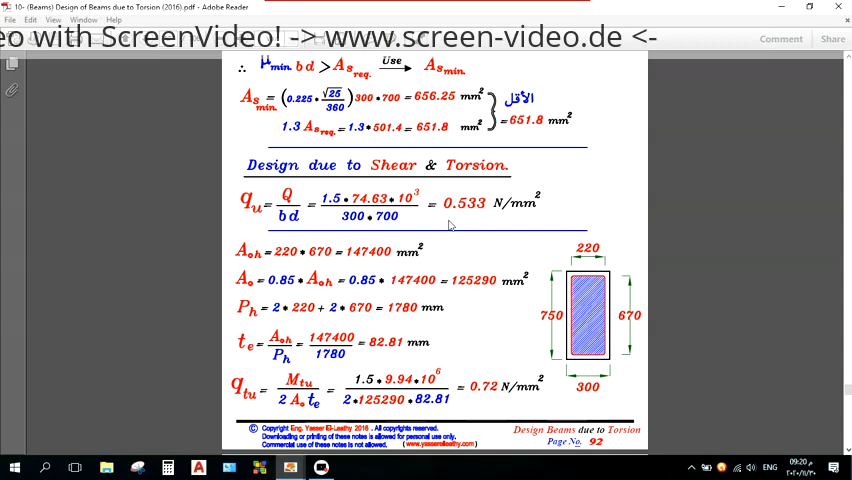 10- (Beams) Design of Beams due to Torsion (2016).pdf - Adobe Reader
File Edit View Window Help
eo with ScreenVideo! -> www.screen-video.de <-
Comment Share
∴ μmin. b d > As req. Use → As min.
As min. = (0.225 * √25 / 360) 300 * 700 = 656.25 mm² الأقل
1.3 As req. = 1.3 * 501.4 = 651.8 mm² = 651.8 mm²
Design due to Shear & Torsion.
qu = Q / bd = 1.5 * 74.63 * 10³ / 300 * 700 = 0.533 N/mm²
Aoh = 220 * 670 = 147400 mm²
220
Ao = 0.85 * Aoh = 0.85 * 147400 = 125290 mm²
Ph = 2 * 220 + 2 * 670 = 1780 mm
750 670
te = Aoh / Ph = 147400 / 1780 = 82.81 mm
qtu = Mtu / 2 Ao te = 1.5 * 9.94 * 10⁶ / 2 * 125290 * 82.81 = 0.72 N/mm²
300
© Copyright Eng. Yasser El-Leathy 2016 . All copyrights reserved.
Downloading or printing of these notes is allowed for personal use only.
Commercial use of these notes is not allowed. (www.yasserelleathy.com)
Design Beams due to Torsion
Page No. 92
ENG
09:20 م
٢٠٢٠/١١/٣٠